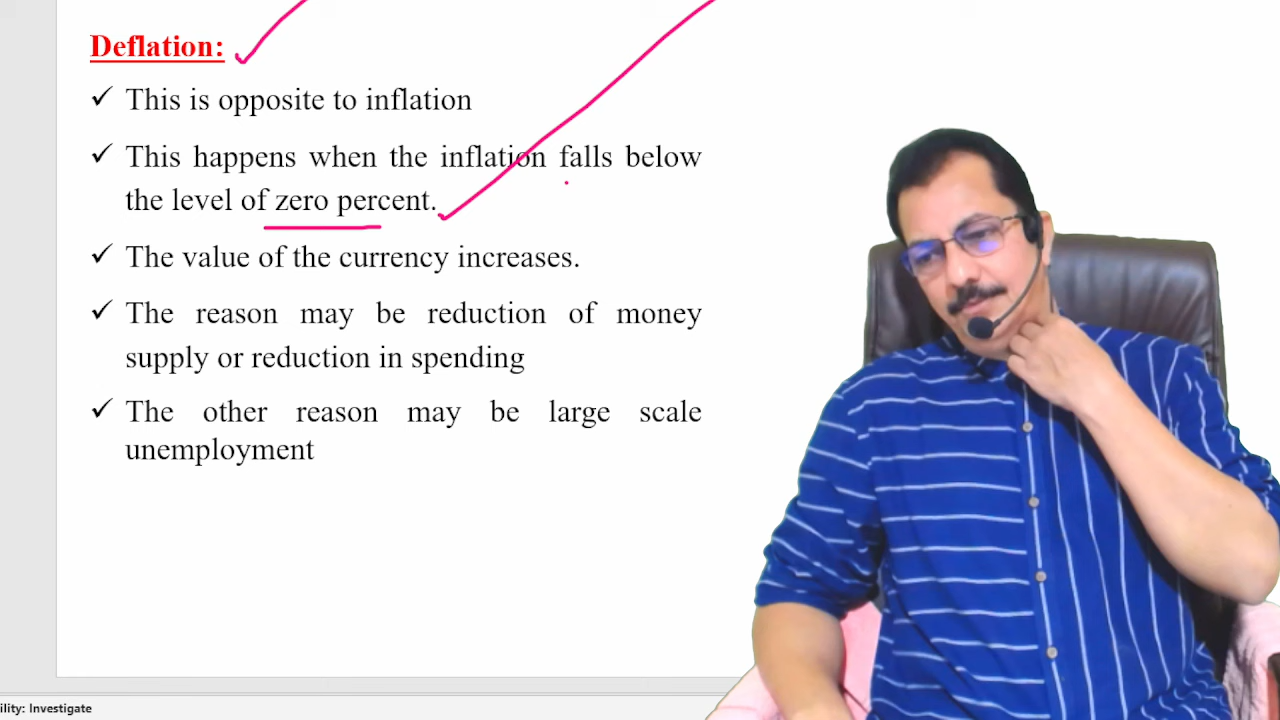 Deflation:
✓ This is opposite to inflation
✓ This happens when the inflation falls below
the level of zero percent.
✓ The value of the currency increases.
✓ The reason may be reduction of money
supply or reduction in spending
✓ The other reason may be large scale
unemployment
ility: Investigate